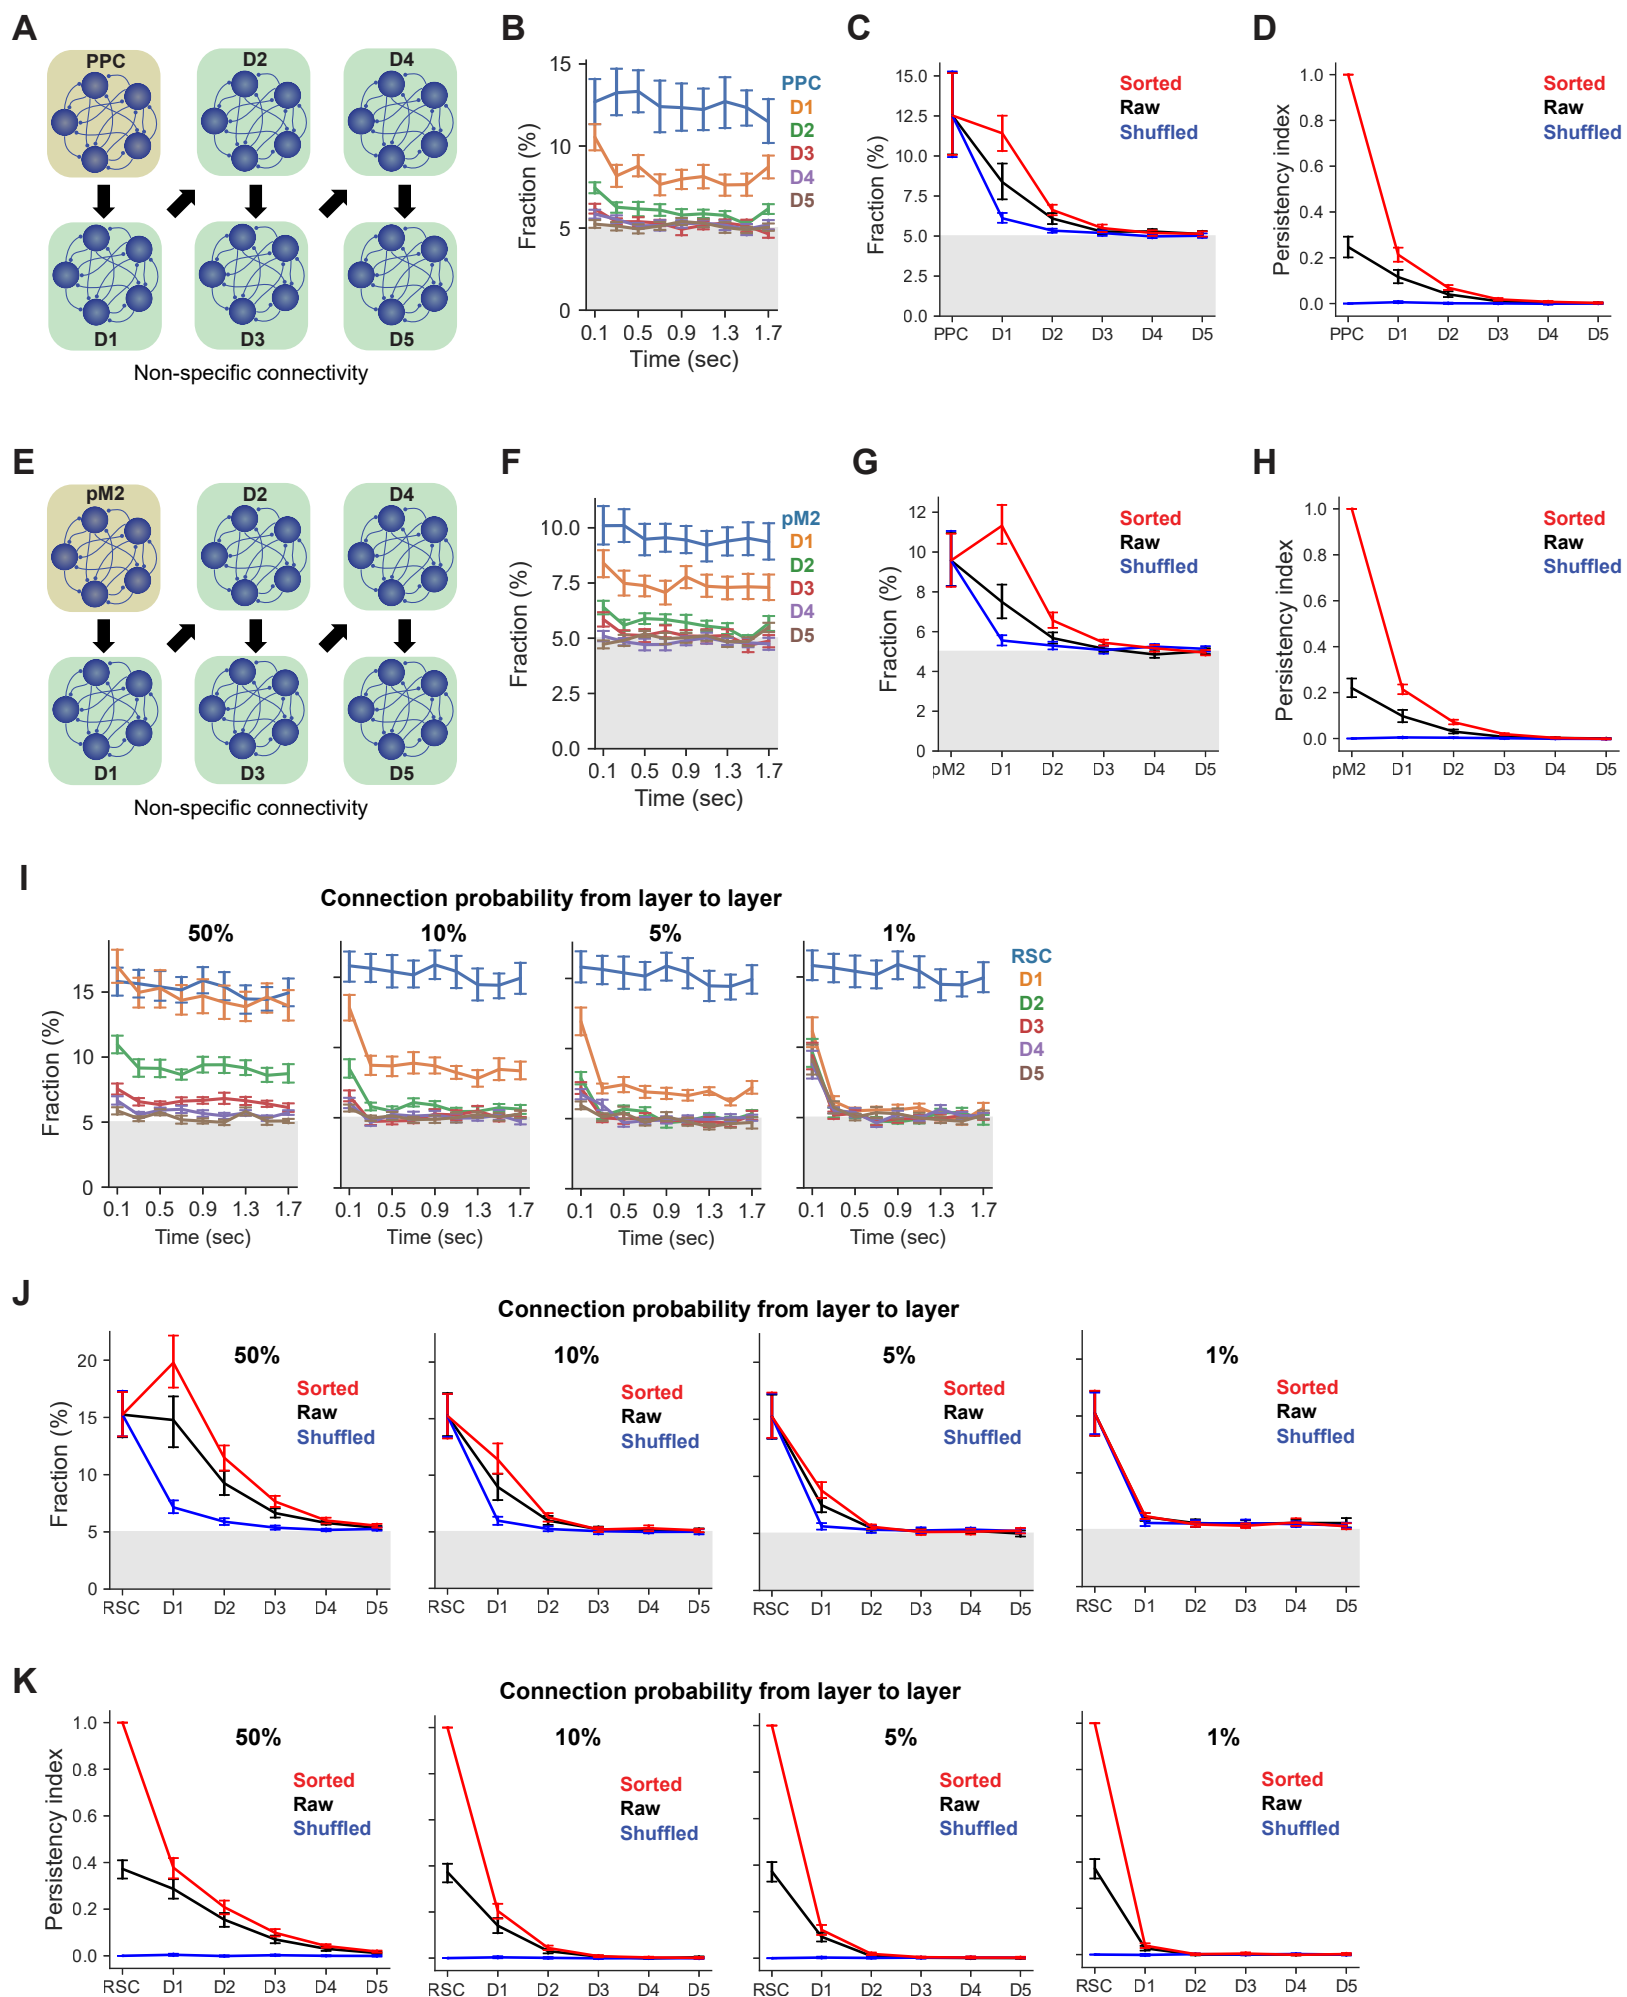 A
PPC
D2
D4
D1
D3
D5
Non-specific connectivity
B
Fraction (%)
15
10
5
0
0.1 0.5 0.9 1.3 1.7
Time (sec)
PPC
D1
D2
D3
D4
D5
C
Fraction (%)
15.0
12.5
10.0
7.5
5.0
2.5
0.0
PPC D1 D2 D3 D4 D5
Sorted
Raw
Shuffled
D
Persistency index
1.0
0.8
0.6
0.4
0.2
0.0
PPC D1 D2 D3 D4 D5
Sorted
Raw
Shuffled
E
pM2
D2
D4
D1
D3
D5
Non-specific connectivity
F
Fraction (%)
10.0
7.5
5.0
2.5
0.0
0.1 0.5 0.9 1.3 1.7
Time (sec)
pM2
D1
D2
D3
D4
D5
G
Fraction (%)
12
10
8
6
4
2
0
pM2 D1 D2 D3 D4 D5
Sorted
Raw
Shuffled
H
Persistency index
1.0
0.8
0.6
0.4
0.2
0.0
pM2 D1 D2 D3 D4 D5
Sorted
Raw
Shuffled
I
Connection probability from layer to layer
50%
10%
5%
1%
Fraction (%)
15
10
5
0
0.1 0.5 0.9 1.3 1.7
Time (sec)
0.1 0.5 0.9 1.3 1.7
Time (sec)
0.1 0.5 0.9 1.3 1.7
Time (sec)
0.1 0.5 0.9 1.3 1.7
Time (sec)
RSC
D1
D2
D3
D4
D5
J
Connection probability from layer to layer
Fraction (%)
20
15
10
5
0
50%
Sorted
Raw
Shuffled
RSC D1 D2 D3 D4 D5
10%
Sorted
Raw
Shuffled
RSC D1 D2 D3 D4 D5
5%
Sorted
Raw
Shuffled
RSC D1 D2 D3 D4 D5
1%
Sorted
Raw
Shuffled
RSC D1 D2 D3 D4 D5
K
Connection probability from layer to layer
Persistency index
1.0
0.8
0.6
0.4
0.2
0.0
50%
Sorted
Raw
Shuffled
RSC D1 D2 D3 D4 D5
10%
Sorted
Raw
Shuffled
RSC D1 D2 D3 D4 D5
5%
Sorted
Raw
Shuffled
RSC D1 D2 D3 D4 D5
1%
Sorted
Raw
Shuffled
RSC D1 D2 D3 D4 D5